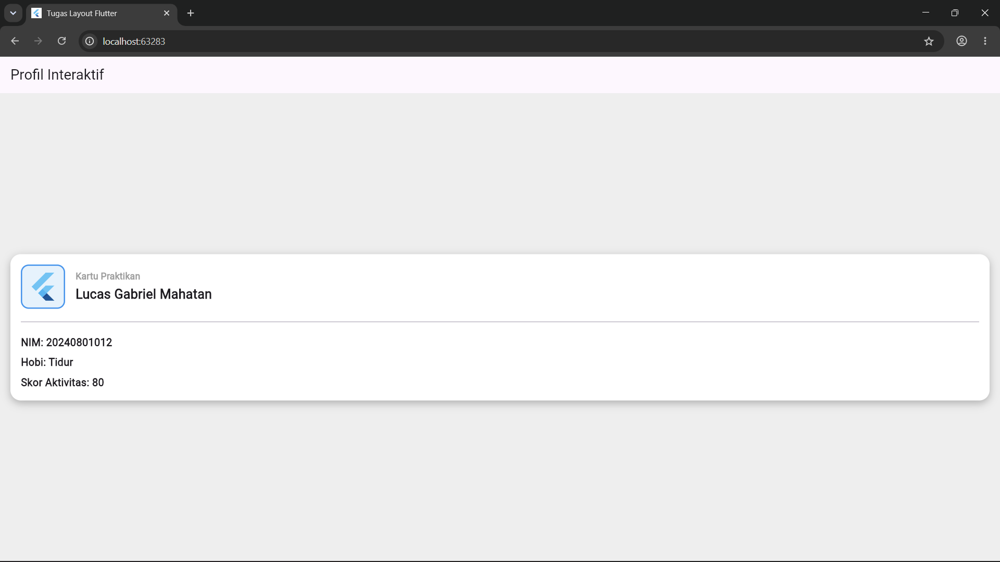 Tugas Layout Flutter
localhost:63283
Profil Interaktif
Kartu Praktikan
Lucas Gabriel Mahatan
NIM: 20240801012
Hobi: Tidur
Skor Aktivitas: 80